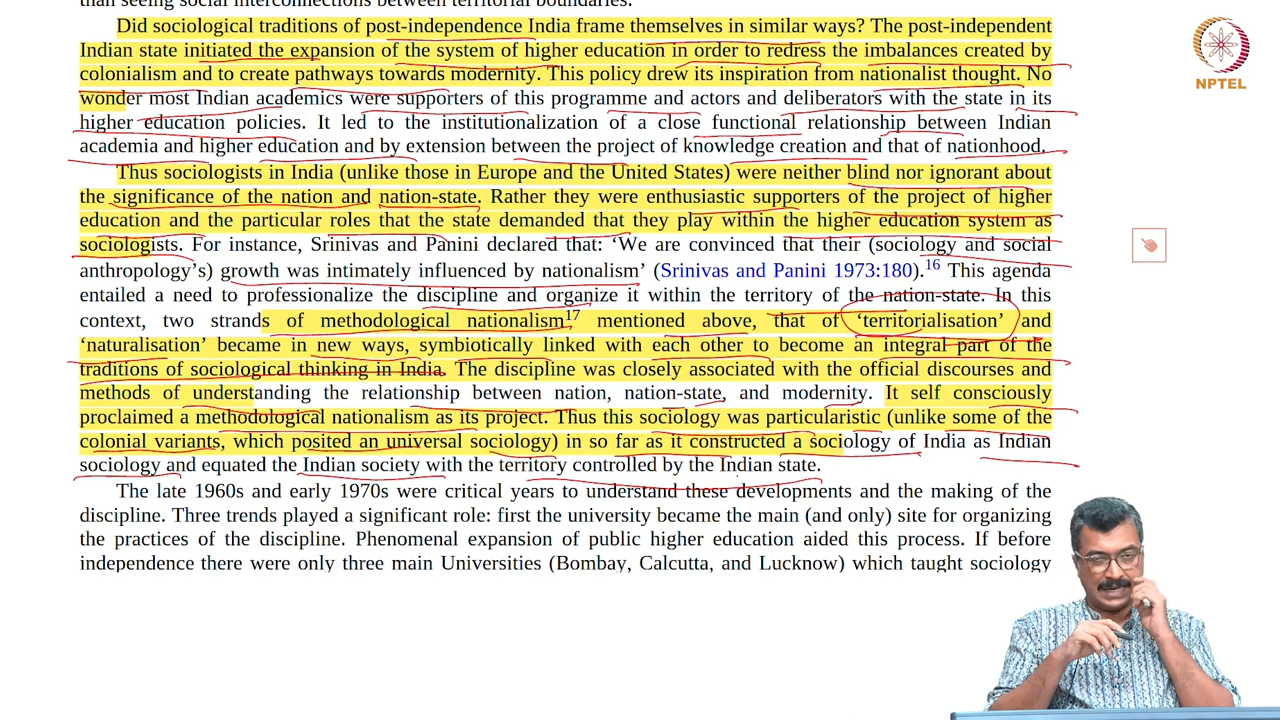 than seeing social interconnections between territorial boundaries.
Did sociological traditions of post-independence India frame themselves in similar ways? The post-independent
Indian state initiated the expansion of the system of higher education in order to redress the imbalances created by
colonialism and to create pathways towards modernity. This policy drew its inspiration from nationalist thought. No
wonder most Indian academics were supporters of this programme and actors and deliberators with the state in its
higher education policies. It led to the institutionalization of a close functional relationship between Indian
academia and higher education and by extension between the project of knowledge creation and that of nationhood.
Thus sociologists in India (unlike those in Europe and the United States) were neither blind nor ignorant about
the significance of the nation and nation-state. Rather they were enthusiastic supporters of the project of higher
education and the particular roles that the state demanded that they play within the higher education system as
sociologists. For instance, Srinivas and Panini declared that: ‘We are convinced that their (sociology and social
anthropology’s) growth was intimately influenced by nationalism’ (Srinivas and Panini 1973:180).16 This agenda
entailed a need to professionalize the discipline and organize it within the territory of the nation-state. In this
context, two strands of methodological nationalism17 mentioned above, that of ‘territorialisation’ and
‘naturalisation’ became in new ways, symbiotically linked with each other to become an integral part of the
traditions of sociological thinking in India. The discipline was closely associated with the official discourses and
methods of understanding the relationship between nation, nation-state, and modernity. It self consciously
proclaimed a methodological nationalism as its project. Thus this sociology was particularistic (unlike some of the
colonial variants, which posited an universal sociology) in so far as it constructed a sociology of India as Indian
sociology and equated the Indian society with the territory controlled by the Indian state.
The late 1960s and early 1970s were critical years to understand these developments and the making of the
discipline. Three trends played a significant role: first the university became the main (and only) site for organizing
the practices of the discipline. Phenomenal expansion of public higher education aided this process. If before
independence there were only three main Universities (Bombay, Calcutta, and Lucknow) which taught sociology
NPTEL